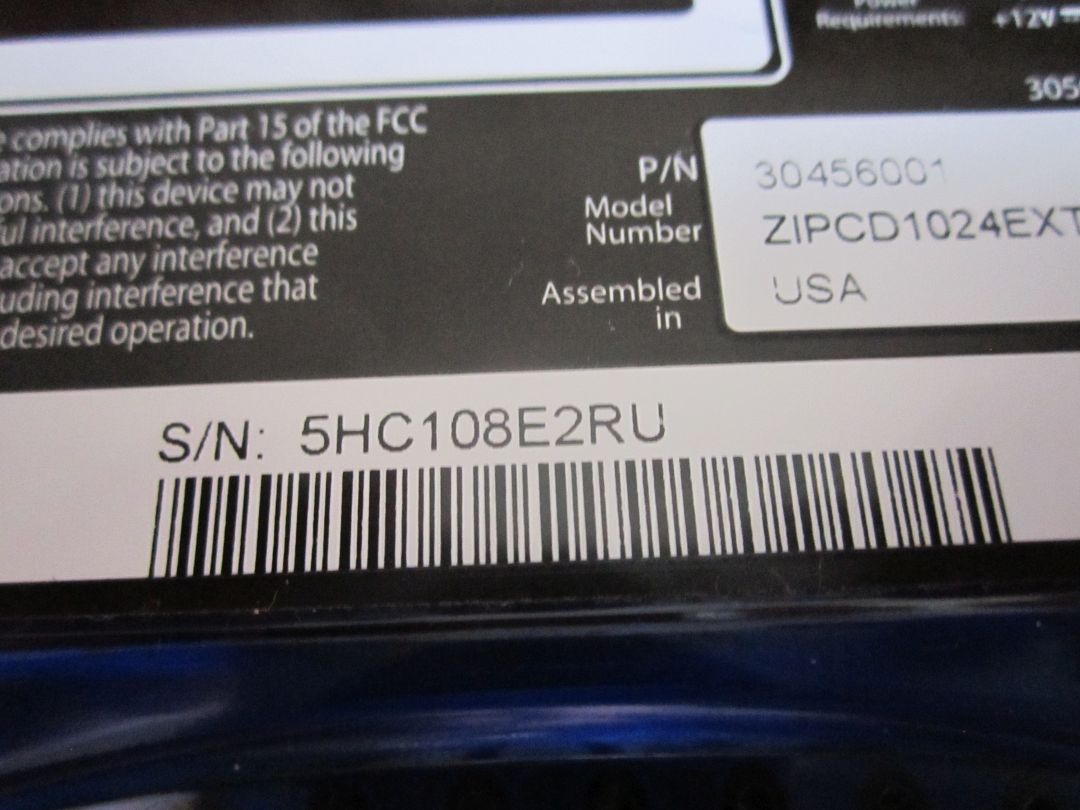 Power
Requirements:
+12V
305
e complies with Part 15 of the FCC
ation is subject to the following
ons. (1) this device may not
ful interference, and (2) this
accept any interference
uding interference that
desired operation.
P/N
30456001
Model
Number
ZIPCD1024EXT
Assembled
in
USA
S/N: 5HC108E2RU